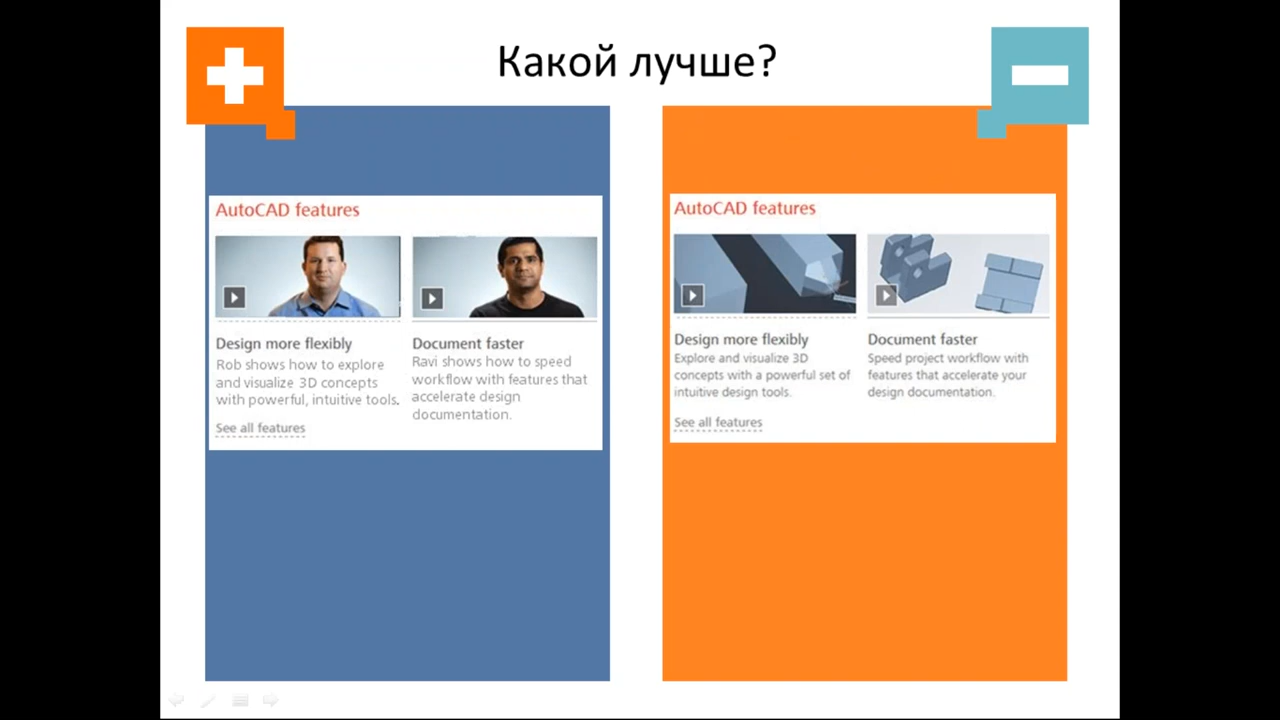 Какой лучше?
AutoCAD features
Design more flexibly
Rob shows how to explore
and visualize 3D concepts
with powerful, intuitive tools.
See all features
Document faster
Ravi shows how to speed
workflow with features that
accelerate design
documentation.
AutoCAD features
Design more flexibly
Explore and visualize 3D
concepts with a powerful set of
intuitive design tools.
See all features
Document faster
Speed project workflow with
features that accelerate your
design documentation.